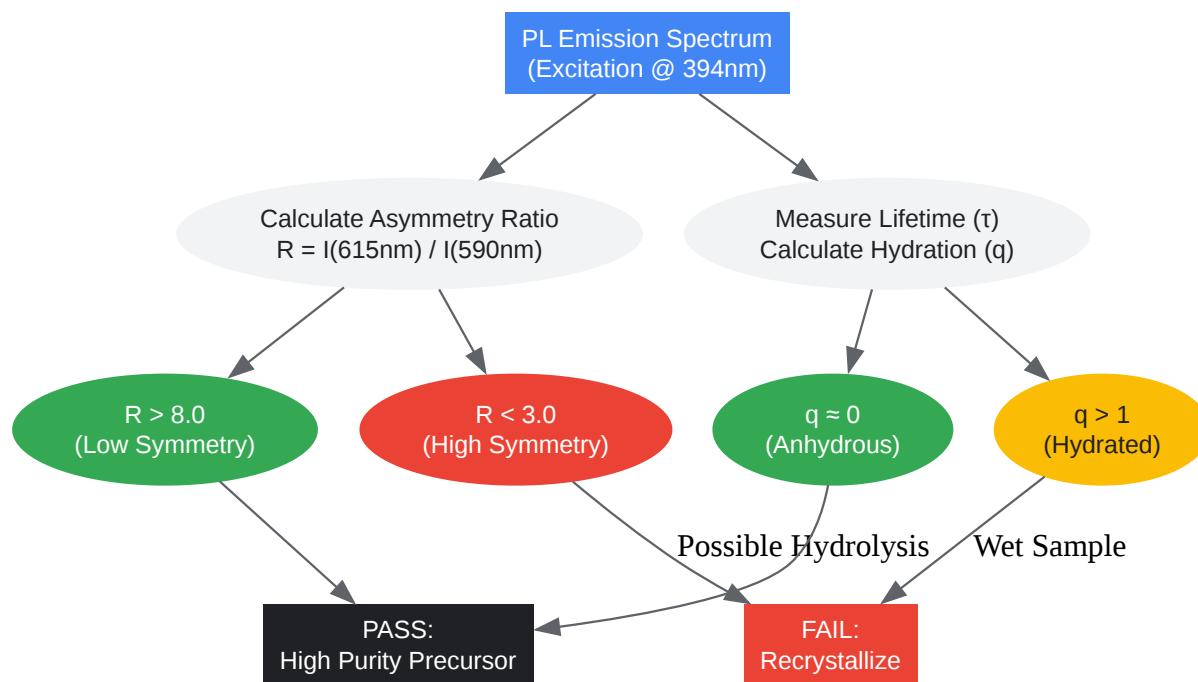 PL Emission Spectrum
(Excitation @ 394nm)
Calculate Asymmetry Ratio
R = I(615nm) / I(590nm)
Measure Lifetime (τ)
Calculate Hydration (q)
R > 8.0
(Low Symmetry)
R < 3.0
(High Symmetry)
q ≈ 0
(Anhydrous)
q > 1
(Hydrated)
Possible Hydrolysis
Wet Sample
PASS:
High Purity Precursor
FAIL:
Recrystallize